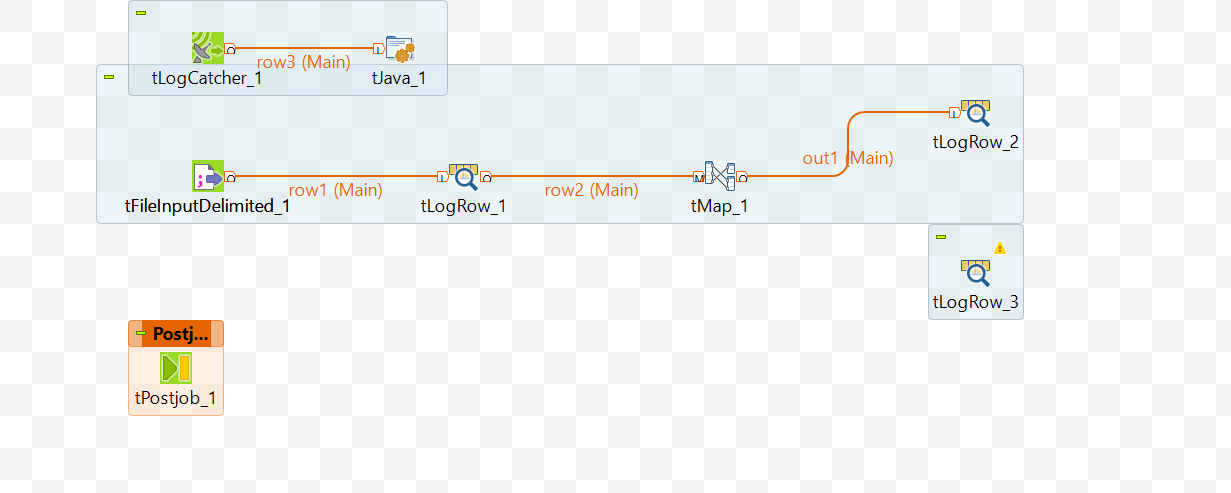 row3 (Main)
tLogCatcher_1
tJava_1
out1 (Main)
tLogRow_2
row1 (Main)
row2 (Main)
tFileInputDelimited_1
tLogRow_1
tMap_1
tLogRow_3
Postj...
tPostjob_1